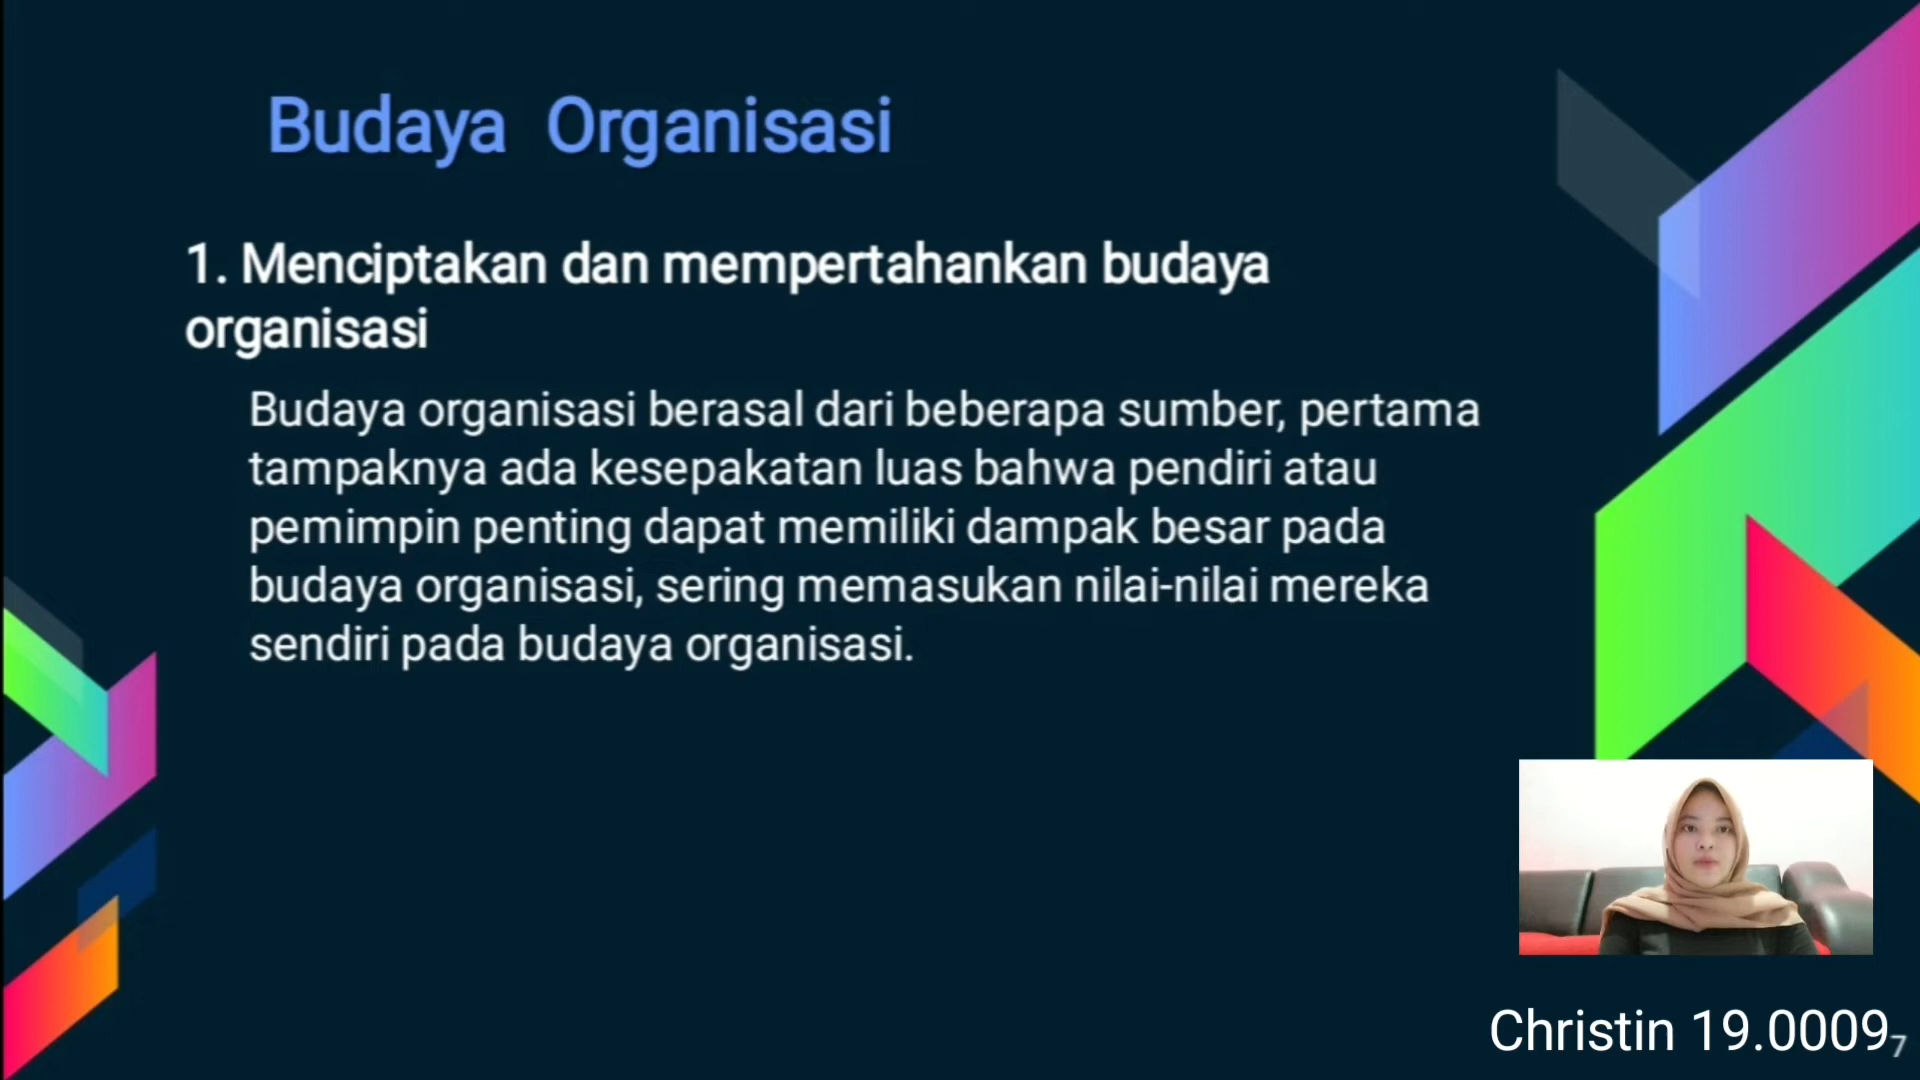 Budaya Organisasi
1. Menciptakan dan mempertahankan budaya
organisasi
Budaya organisasi berasal dari beberapa sumber, pertama
tampaknya ada kesepakatan luas bahwa pendiri atau
pemimpin penting dapat memiliki dampak besar pada
budaya organisasi, sering memasukan nilai-nilai mereka
sendiri pada budaya organisasi.
Christin 19.0009
7